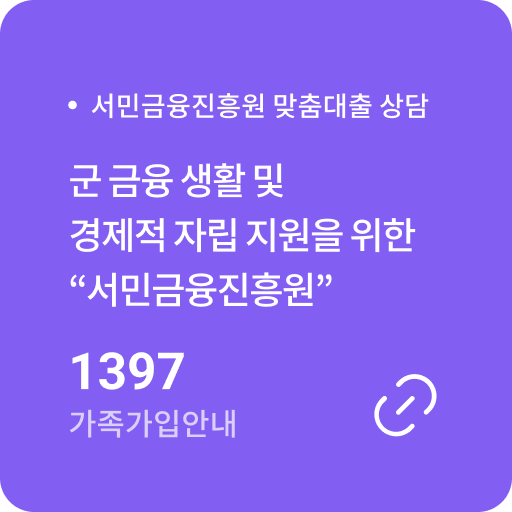 • 서민금융진흥원 맞춤대출 상담
군 금융 생활 및
경제적 자립 지원을 위한
“서민금융진흥원”
1397
가족가입안내